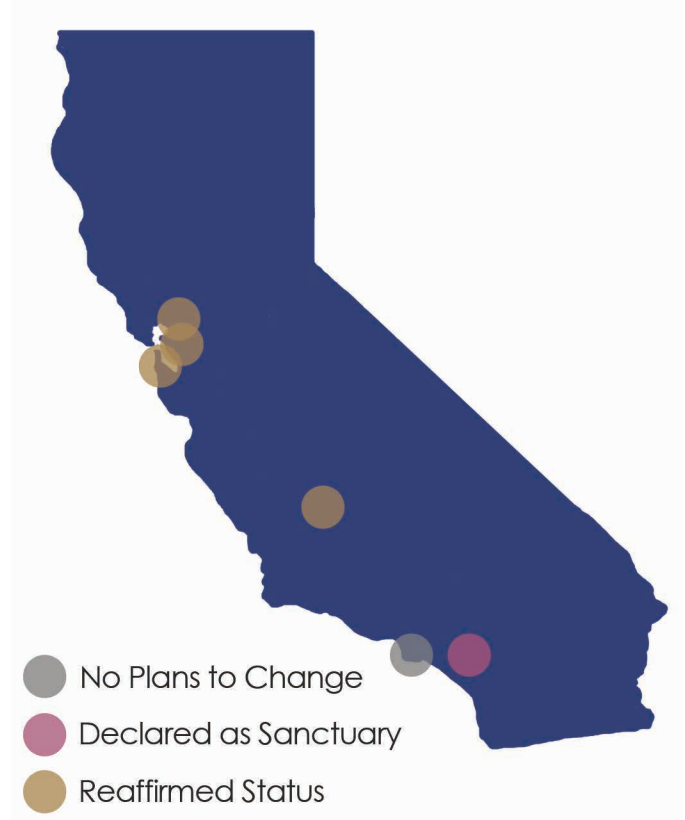 No Plans to Change
Declared as Sanctuary
Reaffirmed Status